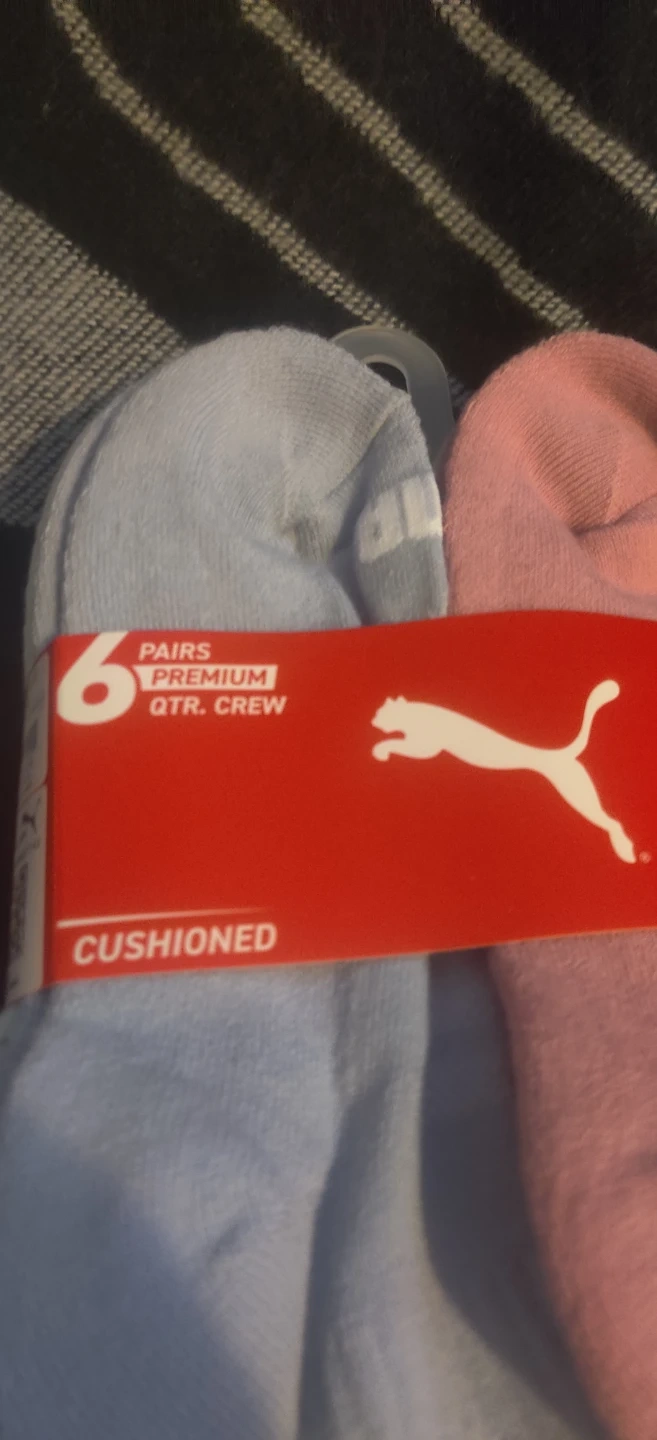 6
PAIRS
PREMIUM
QTR. CREW
®
CUSHIONED